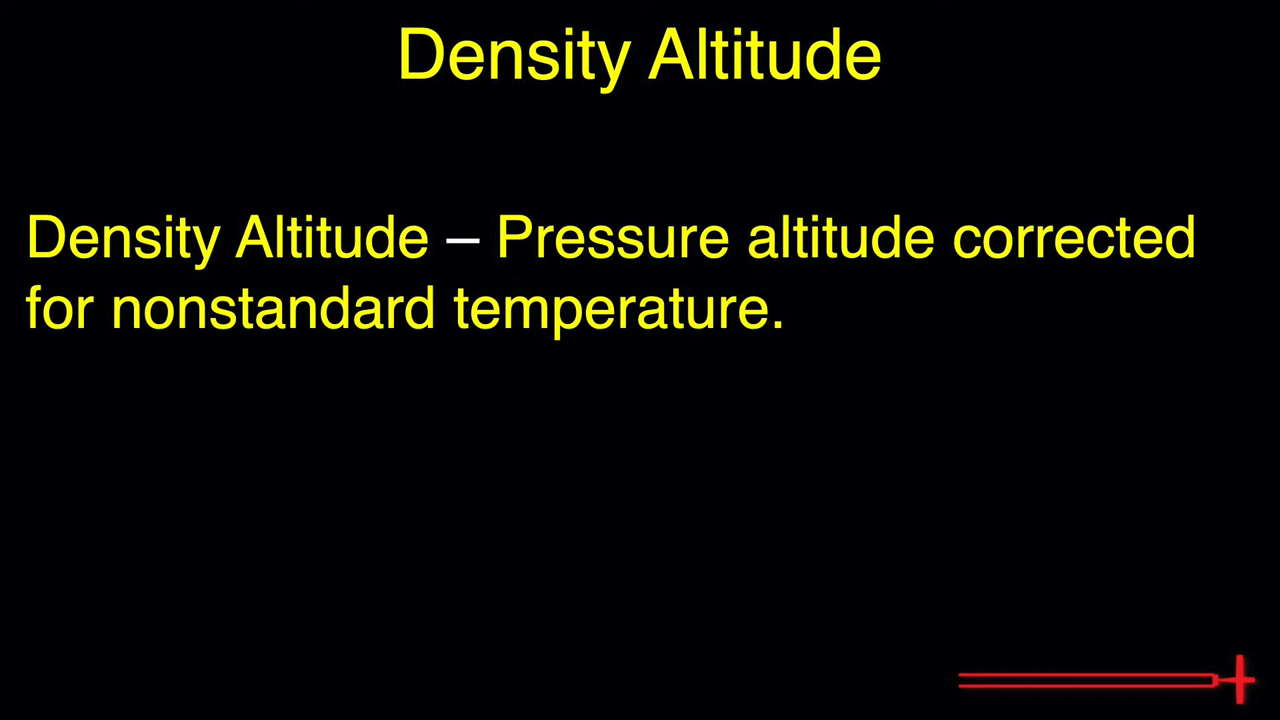 Density Altitude
Density Altitude – Pressure altitude corrected
for nonstandard temperature.